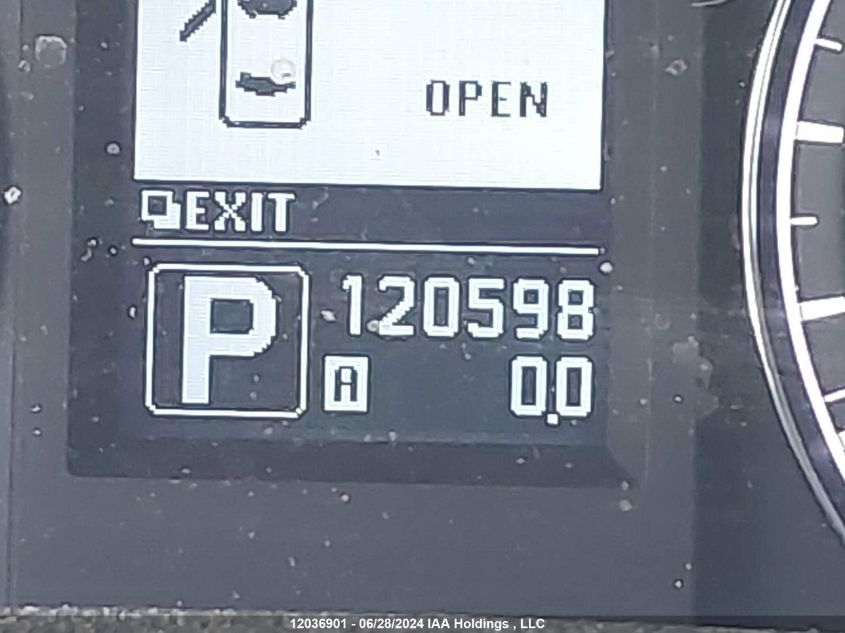 OPEN
EXIT
P 120598
A 0.0
12036901 - 06/28/2024 IAA Holdings , LLC